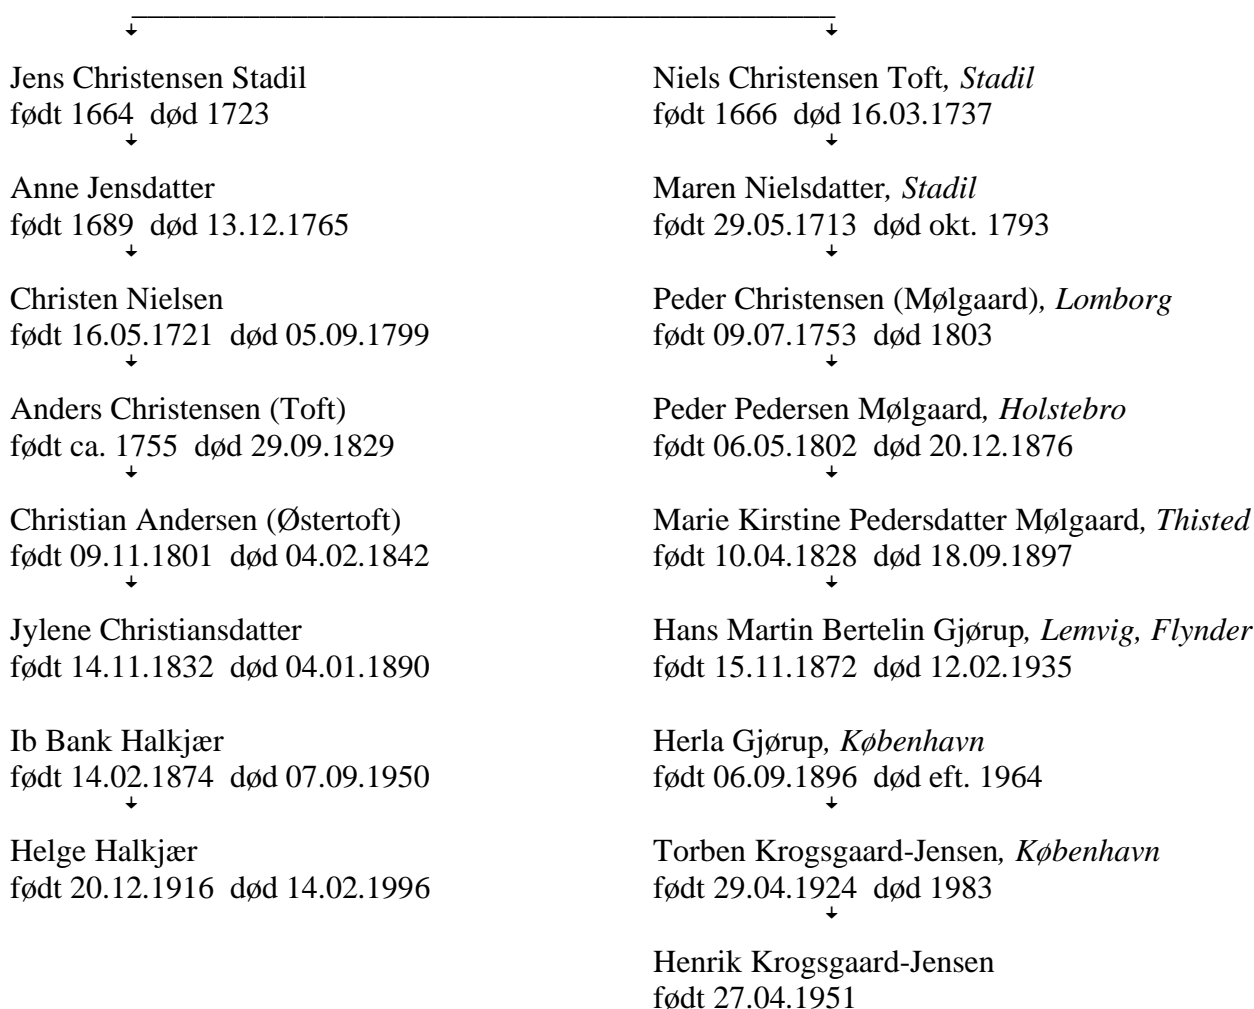 Jens Christensen Stadil
født 1664 død 1723
Anne Jensdatter
født 1689 død 13.12.1765
Christen Nielsen
født 16.05.1721 død 05.09.1799
Anders Christensen (Toft)
født ca. 1755 død 29.09.1829
Christian Andersen (Østertoft)
født 09.11.1801 død 04.02.1842
Jylene Christiansdatter
født 14.11.1832 død 04.01.1890
Ib Bank Halkjær
født 14.02.1874 død 07.09.1950
Helge Halkjær
født 20.12.1916 død 14.02.1996
Niels Christensen Toft, Stadil
født 1666 død 16.03.1737
Maren Nielsdatter, Stadil
født 29.05.1713 død okt. 1793
Peder Christensen (Mølgaard), Lomborg
født 09.07.1753 død 1803
Peder Pedersen Mølgaard, Holstebro
født 06.05.1802 død 20.12.1876
Marie Kirstine Pedersdatter Mølgaard, Thisted
født 10.04.1828 død 18.09.1897
Hans Martin Bertelin Gjørup, Lemvig, Flynder
født 15.11.1872 død 12.02.1935
Herla Gjørup, København
født 06.09.1896 død eft. 1964
Torben Krogsgaard-Jensen, København
født 29.04.1924 død 1983
Henrik Krogsgaard-Jensen
født 27.04.1951